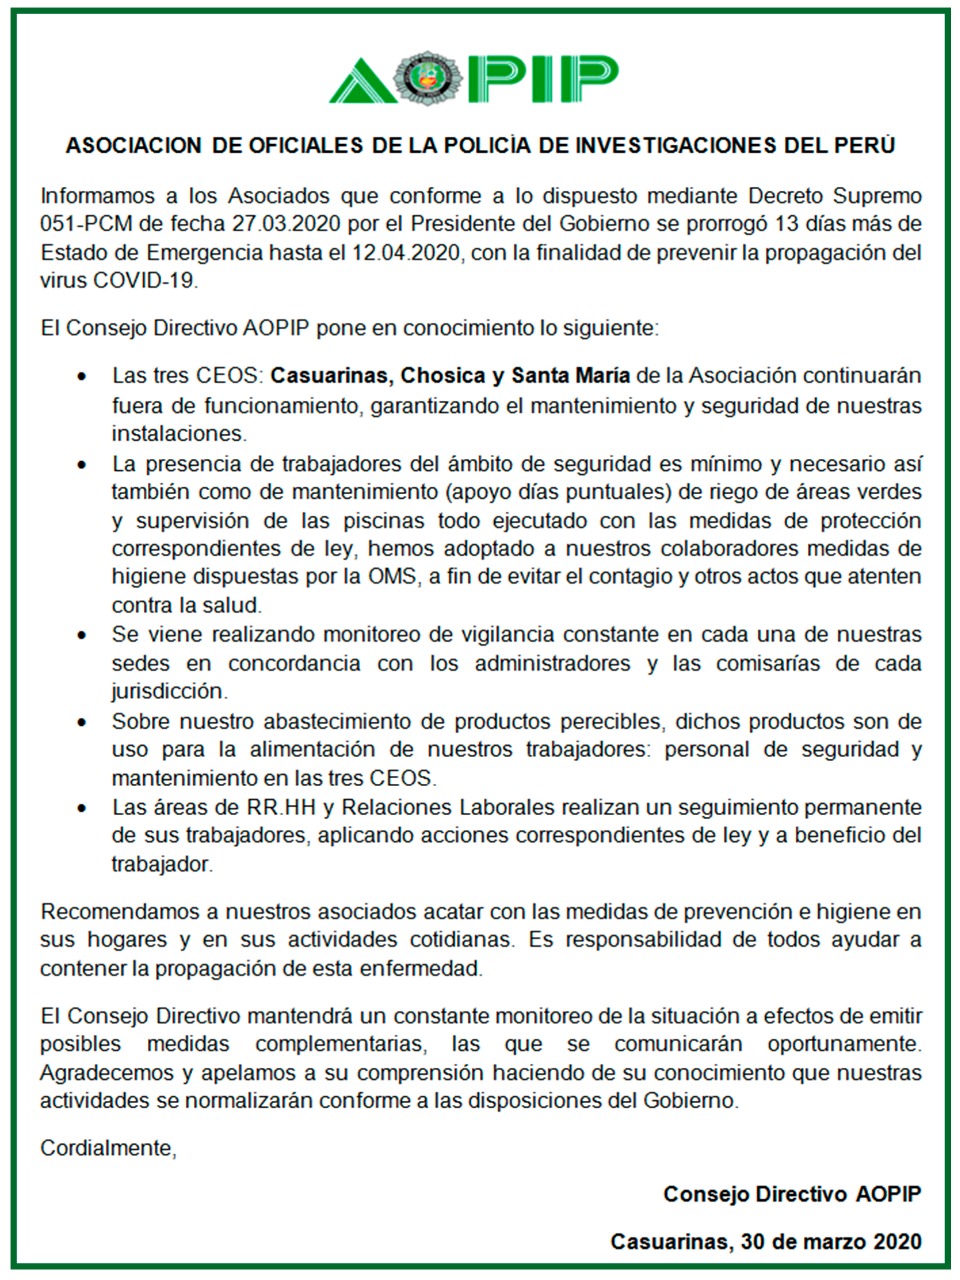 AOPIP
ASOCIACION DE OFICIALES DE LA POLICÍA DE INVESTIGACIONES DEL PERÚ
Informamos a los Asociados que conforme a lo dispuesto mediante Decreto Supremo
051-PCM de fecha 27.03.2020 por el Presidente del Gobierno se prorrogó 13 días más de
Estado de Emergencia hasta el 12.04.2020, con la finalidad de prevenir la propagación del
virus COVID-19.
El Consejo Directivo AOPIP pone en conocimiento lo siguiente:
• Las tres CEOS: Casuarinas, Chosica y Santa María de la Asociación continuarán
fuera de funcionamiento, garantizando el mantenimiento y seguridad de nuestras
instalaciones.
• La presencia de trabajadores del ámbito de seguridad es mínimo y necesario así
también como de mantenimiento (apoyo días puntuales) de riego de áreas verdes
y supervisión de las piscinas todo ejecutado con las medidas de protección
correspondientes de ley, hemos adoptado a nuestros colaboradores medidas de
higiene dispuestas por la OMS, a fin de evitar el contagio y otros actos que atenten
contra la salud.
• Se viene realizando monitoreo de vigilancia constante en cada una de nuestras
sedes en concordancia con los administradores y las comisarías de cada
jurisdicción.
• Sobre nuestro abastecimiento de productos perecibles, dichos productos son de
uso para la alimentación de nuestros trabajadores: personal de seguridad y
mantenimiento en las tres CEOS.
• Las áreas de RR.HH y Relaciones Laborales realizan un seguimiento permanente
de sus trabajadores, aplicando acciones correspondientes de ley y a beneficio del
trabajador.
Recomendamos a nuestros asociados acatar con las medidas de prevención e higiene en
sus hogares y en sus actividades cotidianas. Es responsabilidad de todos ayudar a
contener la propagación de esta enfermedad.
El Consejo Directivo mantendrá un constante monitoreo de la situación a efectos de emitir
posibles medidas complementarias, las que se comunicarán oportunamente.
Agradecemos y apelamos a su comprensión haciendo de su conocimiento que nuestras
actividades se normalizarán conforme a las disposiciones del Gobierno.
Cordialmente,
Consejo Directivo AOPIP
Casuarinas, 30 de marzo 2020